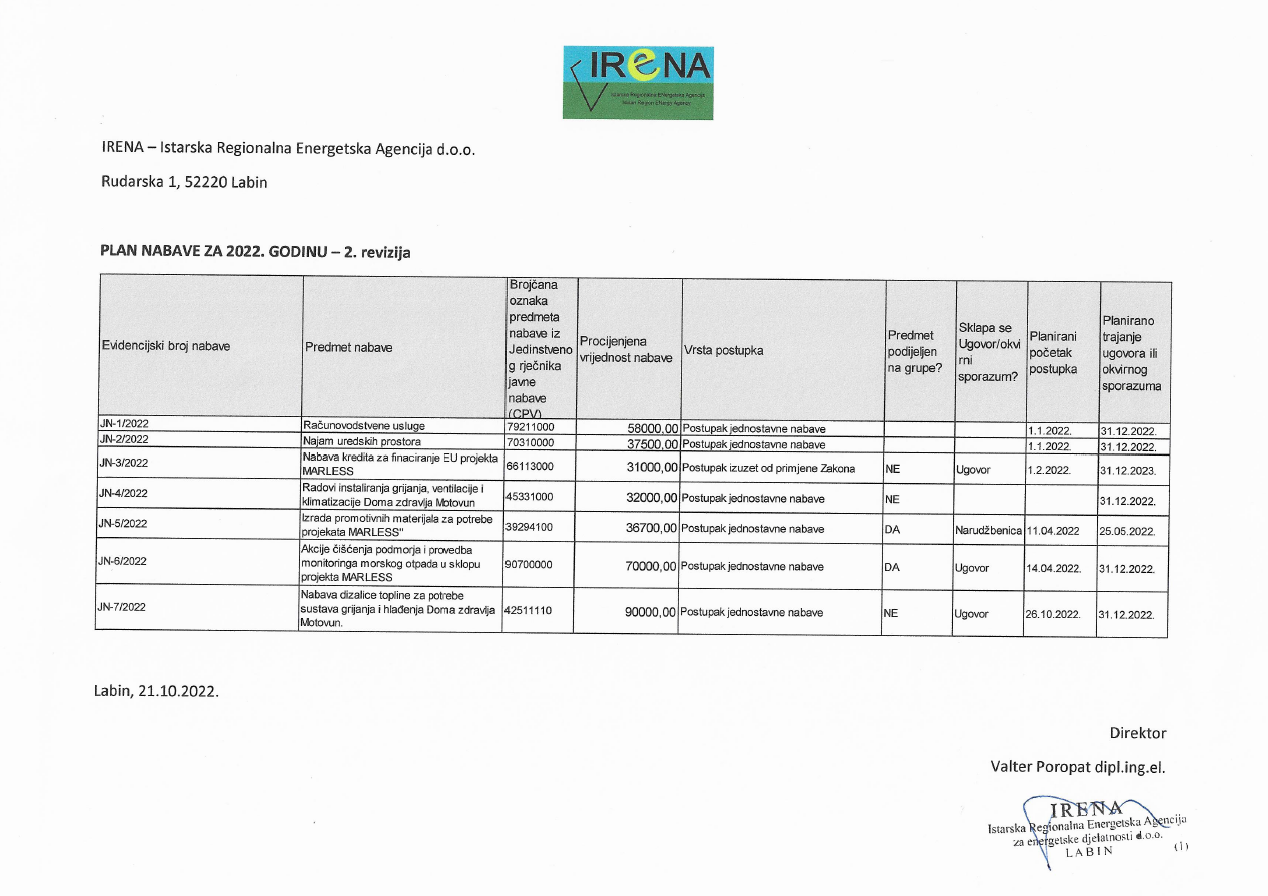 IRENA
Istarska Regionalna ENergetska Agencija
Istrian Region ENergy Agency
IRENA – Istarska Regionalna Energetska Agencija d.o.o.
Rudarska 1, 52220 Labin
PLAN NABAVE ZA 2022. GODINU – 2. revizija
Evidencijski broj nabave | Predmet nabave | Brojčana oznaka predmeta nabave iz Jedinstveno g rječnika javne nabave (CPV) | Procijenjena vrijednost nabave | Vrsta postupka | Predmet podijeljen na grupe? | Sklapa se Ugovor/okvi rni sporazum? | Planirani početak postupka | Planirano trajanje ugovora ili okvirnog sporazuma
JN-1/2022 | Računovodstvene usluge | 79211000 | 58000,00 | Postupak jednostavne nabave | | | 1.1.2022. | 31.12.2022.
JN-2/2022 | Najam uredskih prostora | 70310000 | 37500,00 | Postupak jednostavne nabave | | | 1.1.2022. | 31.12.2022.
JN-3/2022 | Nabava kredita za finaciranje EU projekta MARLESS | 66113000 | 31000,00 | Postupak izuzet od primjene Zakona | NE | Ugovor | 1.2.2022. | 31.12.2023.
JN-4/2022 | Radovi instaliranja grijanja, ventilacije i klimatizacije Doma zdravlja Motovun | 45331000 | 32000,00 | Postupak jednostavne nabave | NE | | | 31.12.2022.
JN-5/2022 | Izrada promotivnih materijala za potrebe projekata MARLESS" | 39294100 | 36700,00 | Postupak jednostavne nabave | DA | Narudžbenica | 11.04.2022 | 25.05.2022.
JN-6/2022 | Akcije čišćenja podmorja i provedba monitoringa morskog otpada u sklopu projekta MARLESS | 90700000 | 70000,00 | Postupak jednostavne nabave | DA | Ugovor | 14.04.2022. | 31.12.2022.
JN-7/2022 | Nabava dizalice topline za potrebe sustava grijanja i hlađenja Doma zdravlja Motovun. | 42511110 | 90000,00 | Postupak jednostavne nabave | NE | Ugovor | 26.10.2022. | 31.12.2022.
Labin, 21.10.2022.
Direktor
Valter Poropat dipl.ing.el.
IRENA
Istarska Regionalna Energetska Agencija
za energetske djelatnosti d.o.o.
LABIN (1)